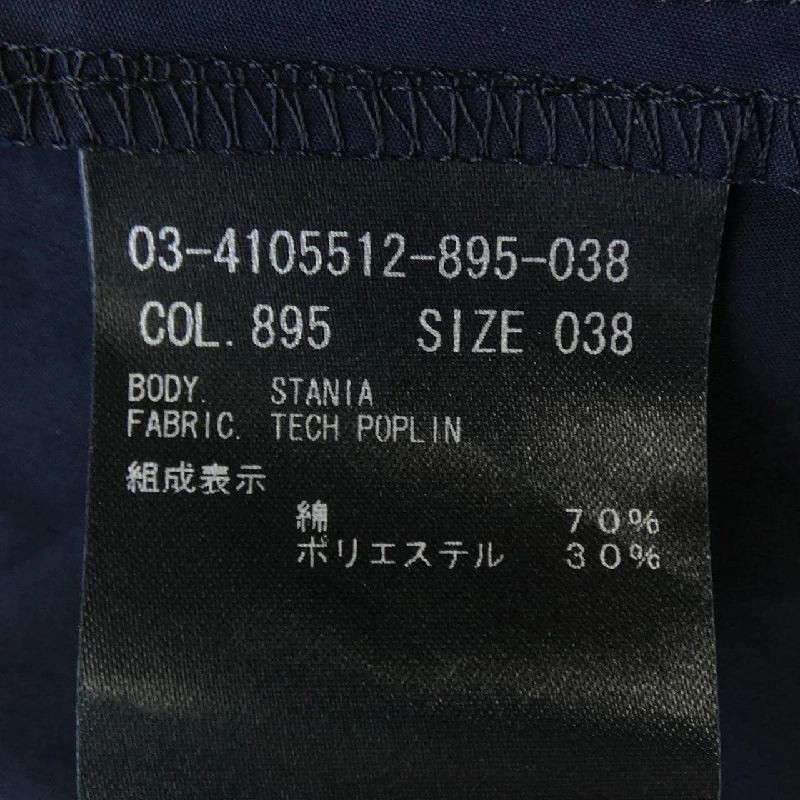 03-4105512-895-038
COL. 895 SIZE 038
BODY. STANIA
FABRIC. TECH POPLIN
組成表示
綿 70%
ポリエステル 30%